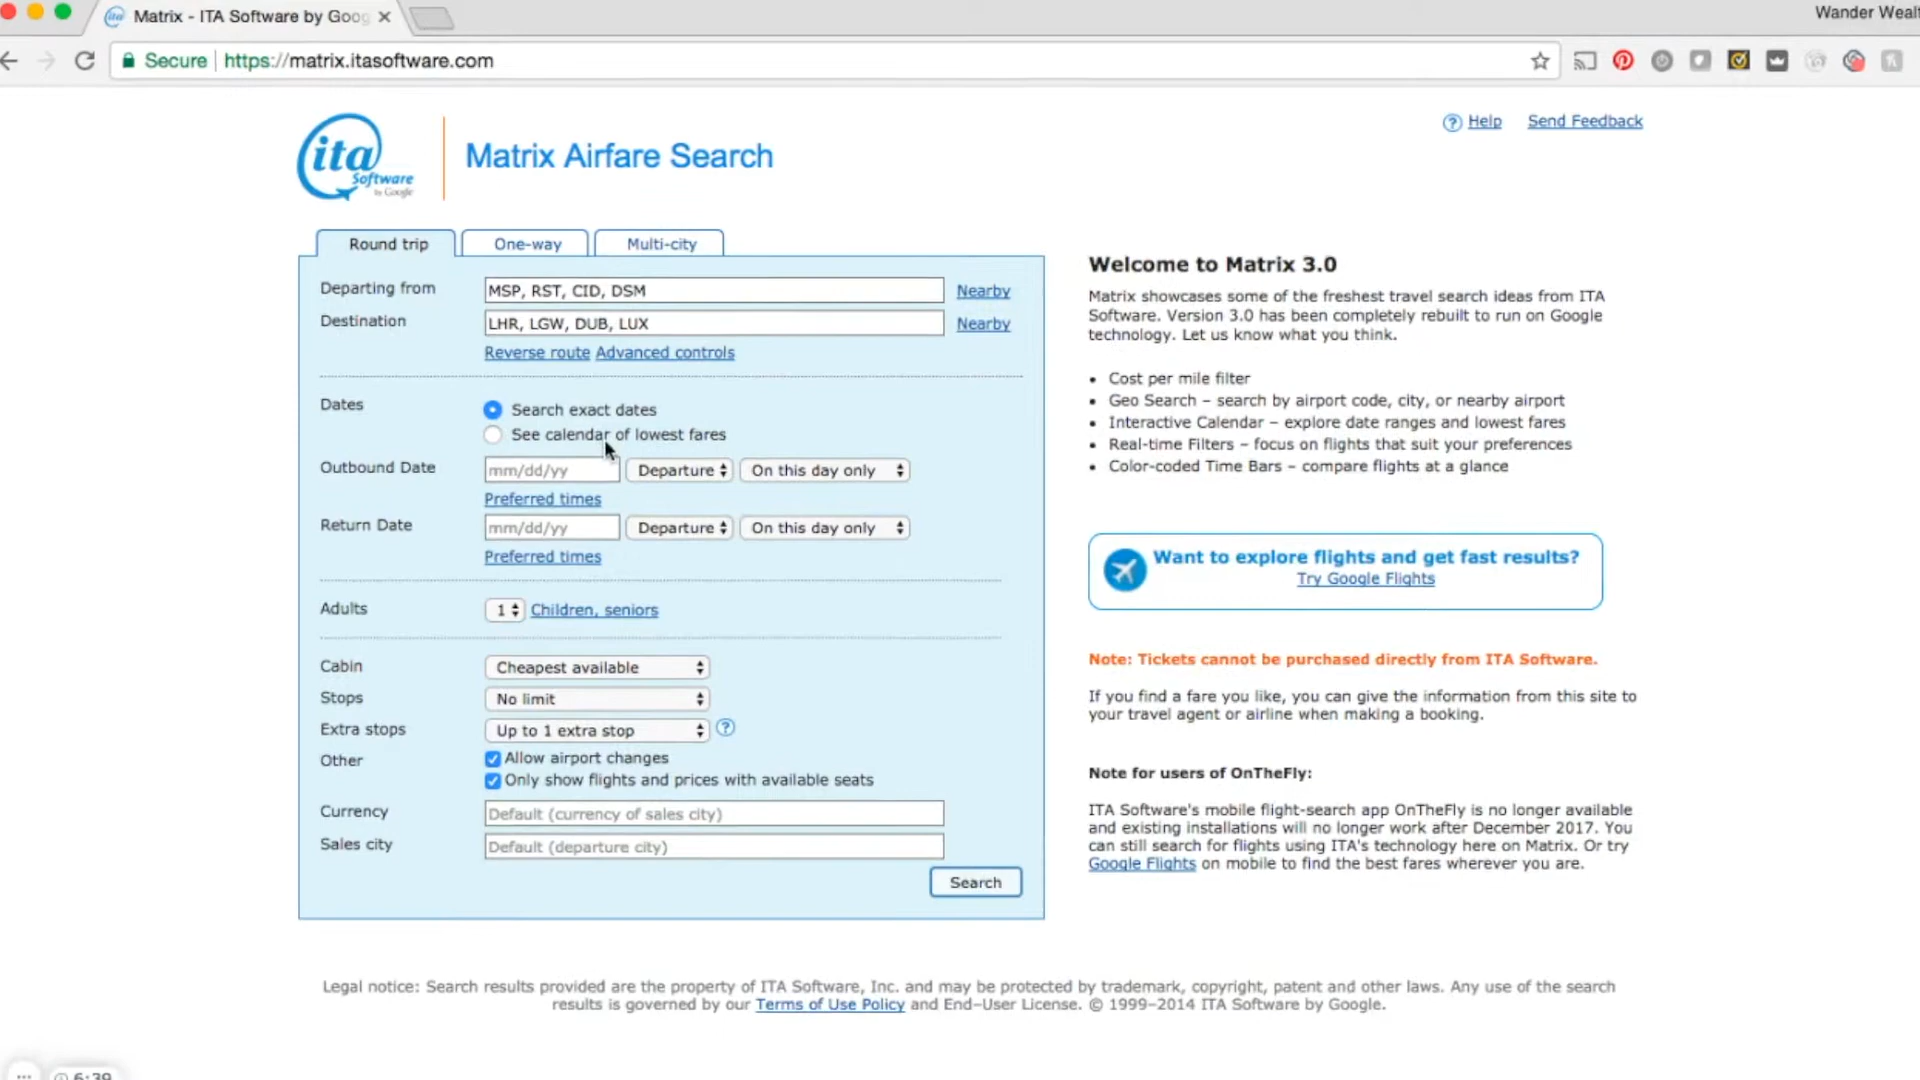 Matrix - ITA Software by Goog
Wander Wealt
Secure
https://matrix.itasoftware.com
ita
Software
by Google
Matrix Airfare Search
? Help
Send Feedback
Round trip
One-way
Multi-city
Departing from
MSP, RST, CID, DSM
Nearby
Destination
LHR, LGW, DUB, LUX
Nearby
Reverse route Advanced controls
Dates
Search exact dates
See calendar of lowest fares
Outbound Date
mm/dd/yy
Departure
On this day only
Preferred times
Return Date
mm/dd/yy
Departure
On this day only
Preferred times
Adults
1
Children, seniors
Cabin
Cheapest available
Stops
No limit
Extra stops
Up to 1 extra stop
?
Other
Allow airport changes
Only show flights and prices with available seats
Currency
Default (currency of sales city)
Sales city
Default (departure city)
Search
Welcome to Matrix 3.0
Matrix showcases some of the freshest travel search ideas from ITA
Software. Version 3.0 has been completely rebuilt to run on Google
technology. Let us know what you think.
• Cost per mile filter
• Geo Search – search by airport code, city, or nearby airport
• Interactive Calendar – explore date ranges and lowest fares
• Real-time Filters – focus on flights that suit your preferences
• Color-coded Time Bars – compare flights at a glance
Want to explore flights and get fast results?
Try Google Flights
Note: Tickets cannot be purchased directly from ITA Software.
If you find a fare you like, you can give the information from this site to
your travel agent or airline when making a booking.
Note for users of OnTheFly:
ITA Software's mobile flight-search app OnTheFly is no longer available
and existing installations will no longer work after December 2017. You
can still search for flights using ITA's technology here on Matrix. Or try
Google Flights on mobile to find the best fares wherever you are.
Legal notice: Search results provided are the property of ITA Software, Inc. and may be protected by trademark, copyright, patent and other laws. Any use of the search
results is governed by our Terms of Use Policy and End-User License. © 1999-2014 ITA Software by Google.
6:39